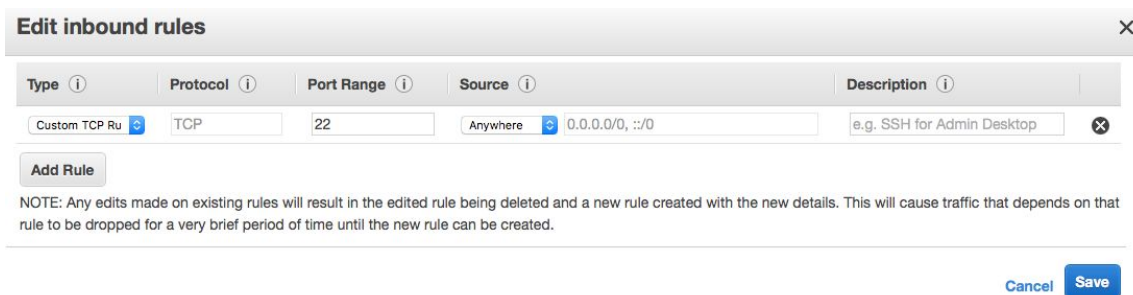 Edit inbound rules
Type i Protocol i Port Range i Source i Description i
Custom TCP Ru TCP 22 Anywhere 0.0.0.0/0, ::/0 e.g. SSH for Admin Desktop
Add Rule
NOTE: Any edits made on existing rules will result in the edited rule being deleted and a new rule created with the new details. This will cause traffic that depends on that
rule to be dropped for a very brief period of time until the new rule can be created.
Cancel Save